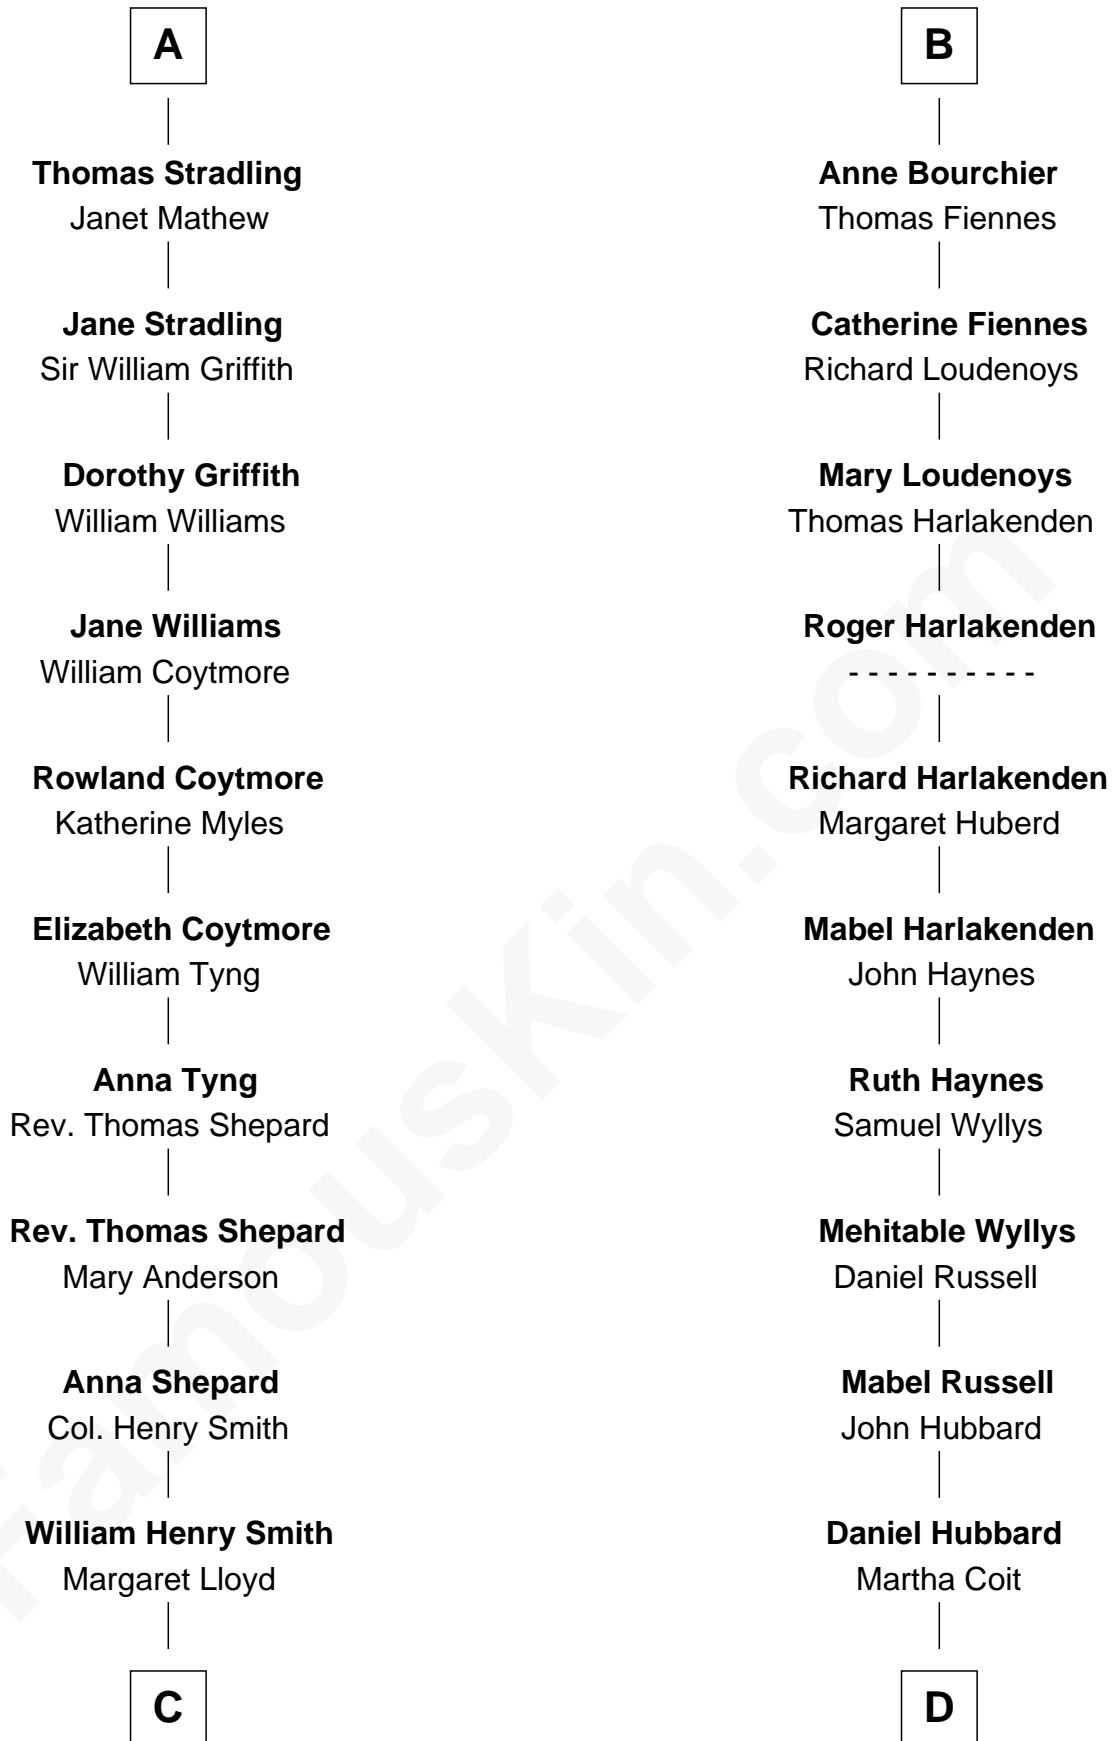 A
Thomas Stradling
Janet Mathew
Jane Stradling
Sir William Griffith
Dorothy Griffith
William Williams
Jane Williams
William Coytmore
Rowland Coytmore
Katherine Myles
Elizabeth Coytmore
William Tyng
Anna Tyng
Rev. Thomas Shepard
Rev. Thomas Shepard
Mary Anderson
Anna Shepard
Col. Henry Smith
William Henry Smith
Margaret Lloyd
C
B
Anne Bourchier
Thomas Fiennes
Catherine Fiennes
Richard Loudenoys
Mary Loudenoys
Thomas Harlakenden
Roger Harlakenden
- - - - - - - - - -
Richard Harlakenden
Margaret Huberd
Mabel Harlakenden
John Haynes
Ruth Haynes
Samuel Wyllys
Mehitable Wyllys
Daniel Russell
Mabel Russell
John Hubbard
Daniel Hubbard
Martha Coit
D
FamousKin.com